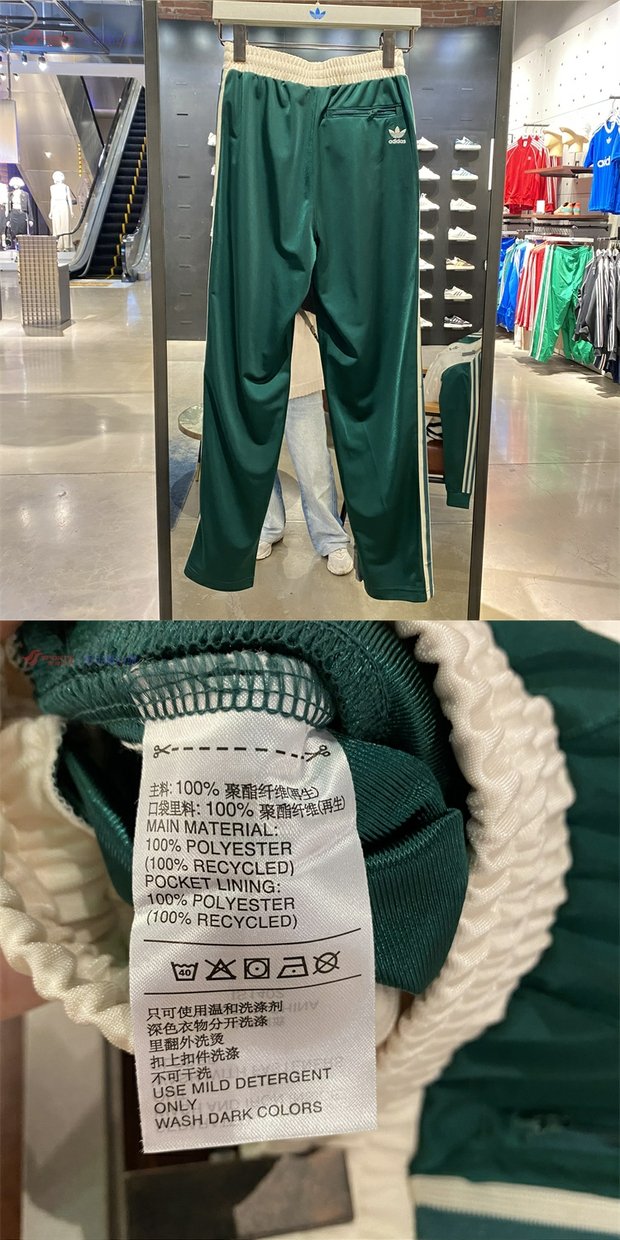 adidas
adi
主料: 100% 聚酯纤维(再生)
口袋里料: 100% 聚酯纤维(再生)
MAIN MATERIAL:
100% POLYESTER
(100% RECYCLED)
POCKET LINING:
100% POLYESTER
(100% RECYCLED)
40
只可使用温和洗涤剂
深色衣物分开洗涤
里翻外洗烫
扣上扣件洗涤
不可干洗
USE MILD DETERGENT
ONLY
WASH DARK COLORS